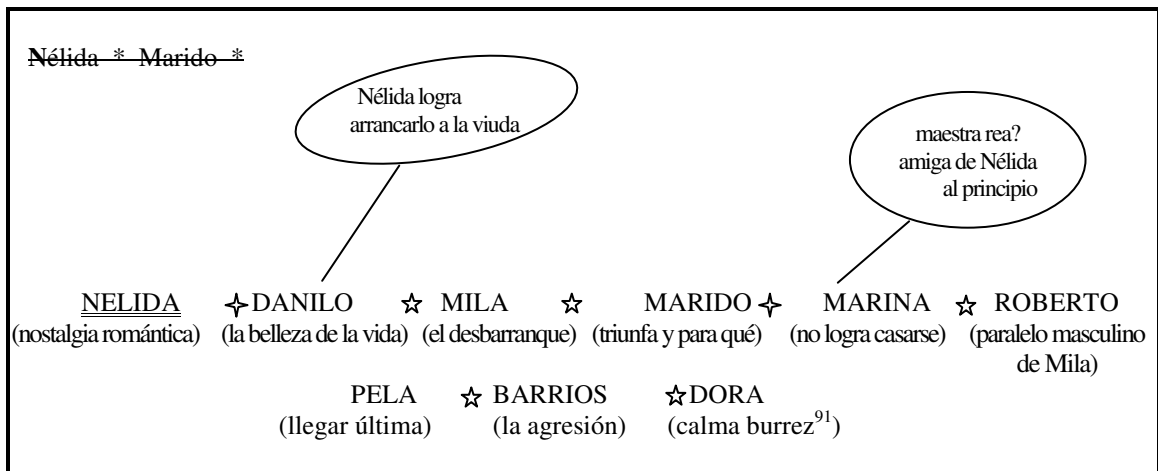 Nélida * Marido *
Nélida logra
arrancarlo a la viuda
maestra rea?
amiga de Nélida
al principio
NELIDA ✧ DANILO ☆ MILA ☆ MARIDO ✧ MARINA ☆ ROBERTO
(nostalgia romántica) (la belleza de la vida) (el desbarranque) (triunfa y para qué) (no logra casarse) (paralelo masculino
de Mila)
PELA ☆ BARRIOS ☆ DORA
(llegar última) (la agresión) (calma burrez91)